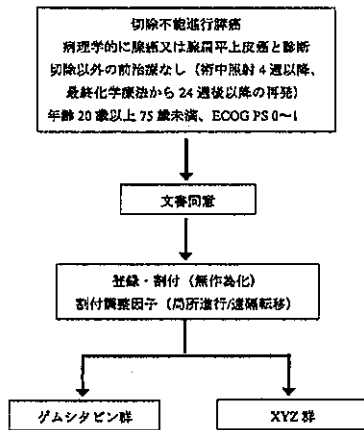 切除不能進行膵癌
病理学的に腺癌又は腺扁平上皮癌と診断
切除以外の前治療なし（術中照射4週以降、
最終化学療法から24週後以降の再発）
年齢20歳以上75歳未満、ECOG PS 0～1
文書同意
登録・割付（無作為化）
割付調整因子（局所進行/遠隔転移）
ゲムシタビン群
XYZ群